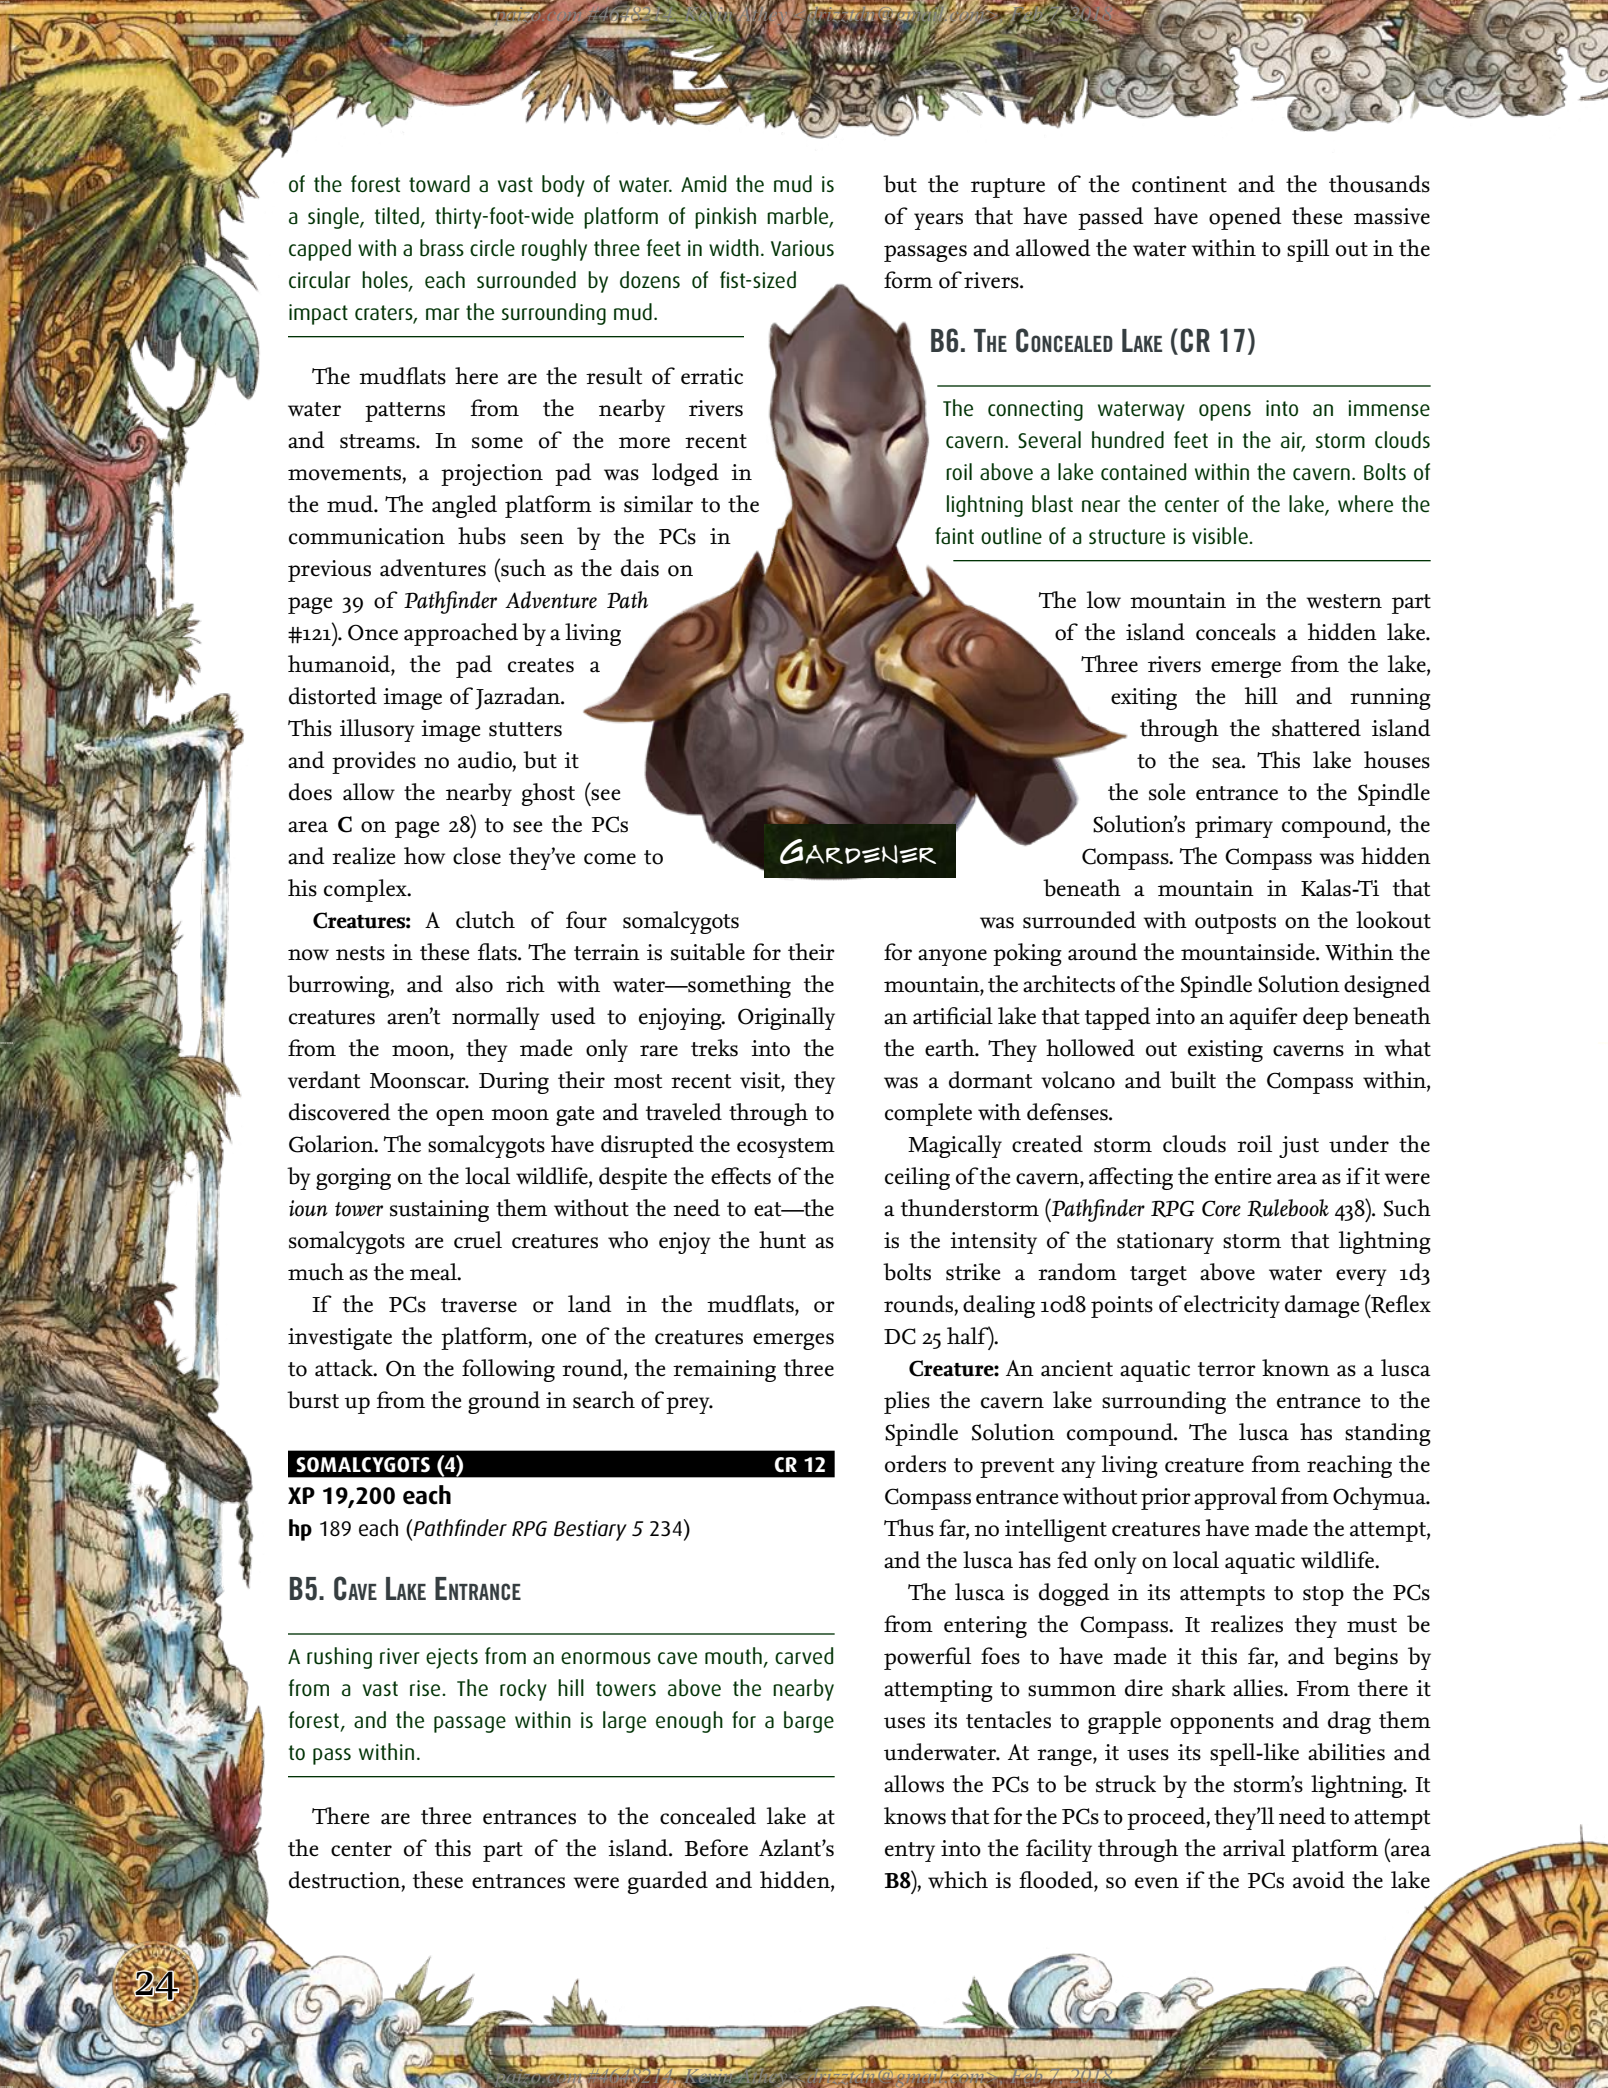 of the forest toward a vast body of water. Amid the mud is
a single, tilted, thirty-foot-wide platform of pinkish marble,
capped with a brass circle roughly three feet in width. Various
circular holes, each surrounded by dozens of fist-sized
impact craters, mar the surrounding mud.
The mudflats here are the result of erratic
water patterns from the nearby rivers
and streams. In some of the more recent
movements, a projection pad was lodged in
the mud. The angled platform is similar to the
communication hubs seen by the PCs in
previous adventures (such as the dais on
page 39 of Pathfinder Adventure Path
#121). Once approached by a living
humanoid, the pad creates a
distorted image of Jazradan.
This illusory image stutters
and provides no audio, but it
does allow the nearby ghost (see
area C on page 28) to see the PCs
and realize how close they've come to
his complex.
Creatures: A clutch of four somalcygots
now nests in these flats. The terrain is suitable for their
burrowing, and also rich with water—something the
creatures aren't normally used to enjoying. Originally
from the moon, they made only rare treks into the
verdant Moonscar. During their most recent visit, they
discovered the open moon gate and traveled through to
Golarion. The somalcygots have disrupted the ecosystem
by gorging on the local wildlife, despite the effects of the
ioun tower sustaining them without the need to eat—the
somalcygots are cruel creatures who enjoy the hunt as
much as the meal.
If the PCs traverse or land in the mudflats, or
investigate the platform, one of the creatures emerges
to attack. On the following round, the remaining three
burst up from the ground in search of prey.
SOMALCYGOTS (4) CR 12
XP 19,200 each
hp 189 each (Pathfinder RPG Bestiary 5 234)
B5. Cave Lake Entrance
A rushing river ejects from an enormous cave mouth, carved
from a vast rise. The rocky hill towers above the nearby
forest, and the passage within is large enough for a barge
to pass within.
There are three entrances to the concealed lake at
the center of this part of the island. Before Azlant's
destruction, these entrances were guarded and hidden,
but the rupture of the continent and the thousands
of years that have passed have opened these massive
passages and allowed the water within to spill out in the
form of rivers.
B6. The Concealed Lake (CR 17)
The connecting waterway opens into an immense
cavern. Several hundred feet in the air, storm clouds
roil above a lake contained within the cavern. Bolts of
lightning blast near the center of the lake, where the
faint outline of a structure is visible.
The low mountain in the western part
of the island conceals a hidden lake.
Three rivers emerge from the lake,
exiting the hill and running
through the shattered island
to the sea. This lake houses
the sole entrance to the Spindle
Solution's primary compound, the
Compass. The Compass was hidden
beneath a mountain in Kalas-Ti that
was surrounded with outposts on the lookout
for anyone poking around the mountainside. Within the
mountain, the architects of the Spindle Solution designed
an artificial lake that tapped into an aquifer deep beneath
the earth. They hollowed out existing caverns in what
was a dormant volcano and built the Compass within,
complete with defenses.
Magically created storm clouds roil just under the
ceiling of the cavern, affecting the entire area as if it were
a thunderstorm (Pathfinder RPG Core Rulebook 438). Such
is the intensity of the stationary storm that lightning
bolts strike a random target above water every 1d3
rounds, dealing 10d8 points of electricity damage (Reflex
DC 25 half).
Creature: An ancient aquatic terror known as a lusca
plies the cavern lake surrounding the entrance to the
Spindle Solution compound. The lusca has standing
orders to prevent any living creature from reaching the
Compass entrance without prior approval from Ochymua.
Thus far, no intelligent creatures have made the attempt,
and the lusca has fed only on local aquatic wildlife.
The lusca is dogged in its attempts to stop the PCs
from entering the Compass. It realizes they must be
powerful foes to have made it this far, and begins by
attempting to summon dire shark allies. From there it
uses its tentacles to grapple opponents and drag them
underwater. At range, it uses its spell-like abilities and
allows the PCs to be struck by the storm's lightning. It
knows that for the PCs to proceed, they'll need to attempt
entry into the facility through the arrival platform (area
B8), which is flooded, so even if the PCs avoid the lake
Gardener
24